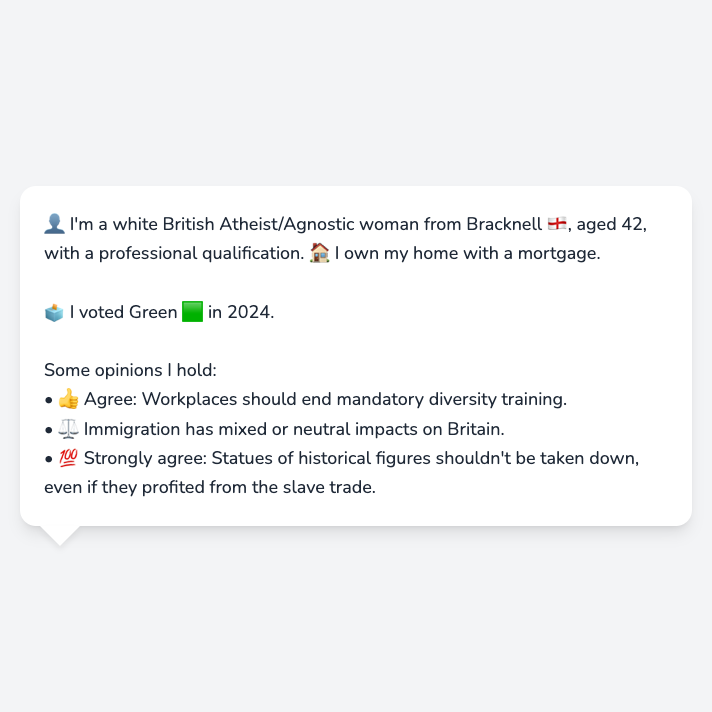 👤 I'm a white British Atheist/Agnostic woman from Bracknell 🏴󠁧󠁢󠁥󠁮󠁧󠁿, aged 42,
with a professional qualification. 🏠 I own my home with a mortgage.
🗳️ I voted Green 🟩 in 2024.
Some opinions I hold:
• 👍 Agree: Workplaces should end mandatory diversity training.
• ⚖️ Immigration has mixed or neutral impacts on Britain.
• 💯 Strongly agree: Statues of historical figures shouldn't be taken down,
even if they profited from the slave trade.